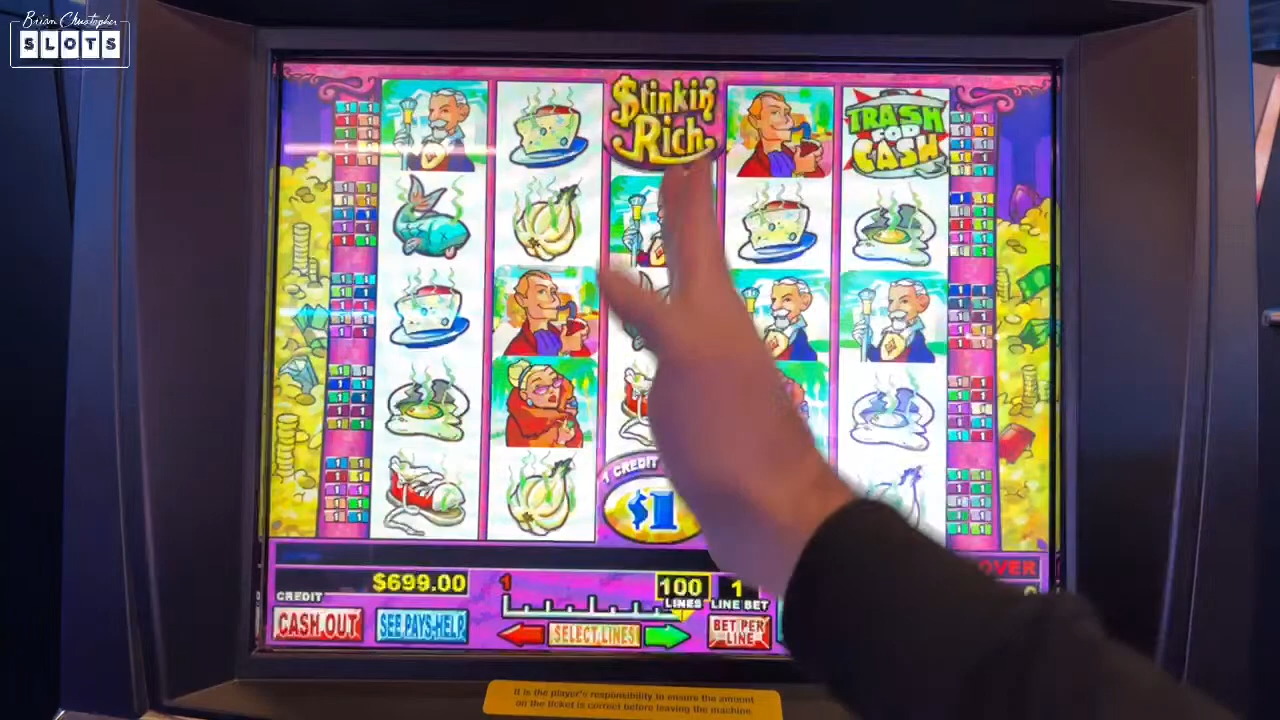 Brian Christopher
SLOTS
$tinkin'
Rich
TRASH
FOR
CASH
1 CREDIT
$1
OVER
$699.00
1
100
1
CREDIT
LINES
LINE BET
CASH OUT
SEE PAYS-HELP
SELECT LINES
BET PER
LINE
It is the player's responsibility to ensure the amount
on the ticket is correct before leaving the machine